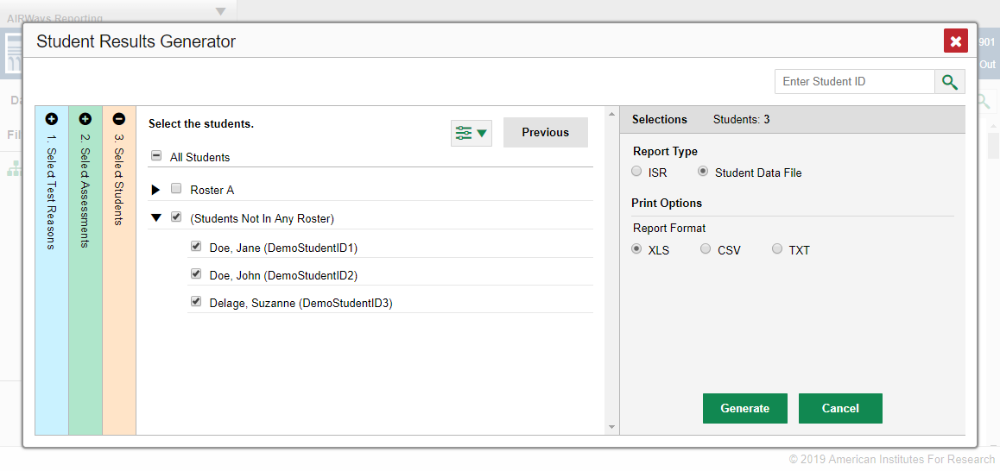 AIRWays Reporting
Student Results Generator
901
Out
Enter Student ID
Da
Fil
1. Select Test Reasons
2. Select Assessments
3. Select Students
Select the students.
Previous
All Students
Roster A
(Students Not In Any Roster)
Doe, Jane (DemoStudentID1)
Doe, John (DemoStudentID2)
Delage, Suzanne (DemoStudentID3)
Selections Students: 3
Report Type
ISR Student Data File
Print Options
Report Format
XLS CSV TXT
Generate Cancel
© 2019 American Institutes For Research